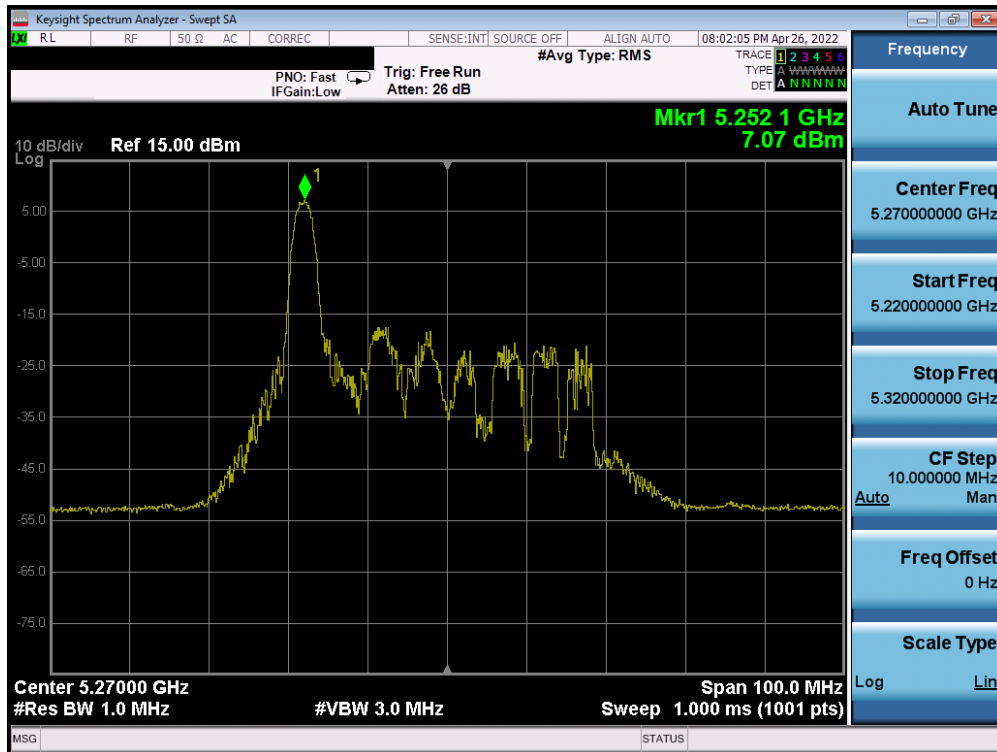 Keysight Spectrum Analyzer - Swept SA
LXI RL RF 50 Ω AC CORREC SENSE:INT SOURCE OFF ALIGN AUTO 08:02:05 PM Apr 26, 2022
#Avg Type: RMS
TRACE 1 2 3 4 5 6
TYPE A WWWWW
DET A N N N N N
PNO: Fast
IFGain:Low
Trig: Free Run
Atten: 26 dB
Mkr1 5.252 1 GHz
7.07 dBm
10 dB/div
Log
Ref 15.00 dBm
1
5.00
-5.00
-15.0
-25.0
-35.0
-45.0
-55.0
-65.0
-75.0
Center 5.27000 GHz
Span 100.0 MHz
#Res BW 1.0 MHz
#VBW 3.0 MHz
Sweep 1.000 ms (1001 pts)
MSG
STATUS
Frequency
Auto Tune
Center Freq
5.270000000 GHz
Start Freq
5.220000000 GHz
Stop Freq
5.320000000 GHz
CF Step
10.000000 MHz
Auto Man
Freq Offset
0 Hz
Scale Type
Log Lin